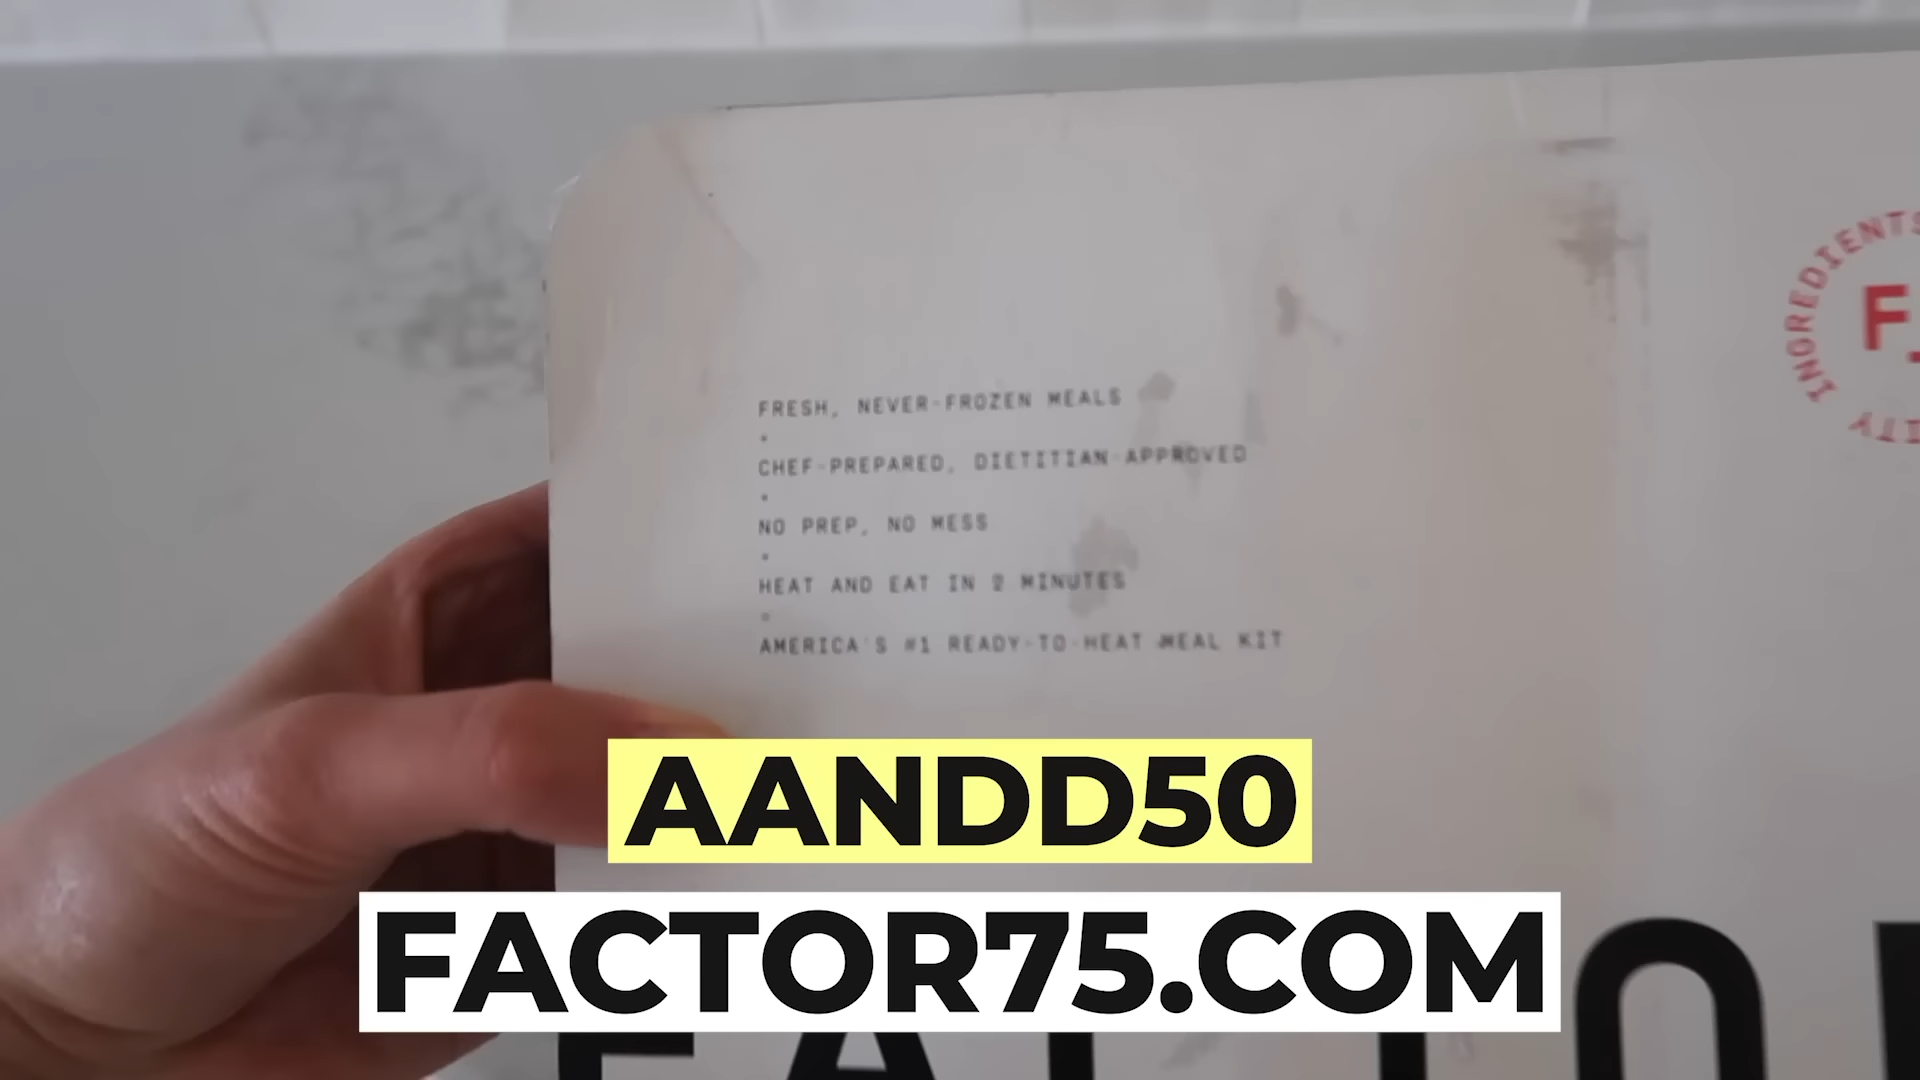 FRESH, NEVER-FROZEN MEALS
CHEF-PREPARED, DIETITIAN-APPROVED
NO PREP, NO MESS
HEAT AND EAT IN 2 MINUTES
AMERICA'S #1 READY-TO-HEAT MEAL KIT
INGREDIENTS
AANDD50
FACTOR75.COM